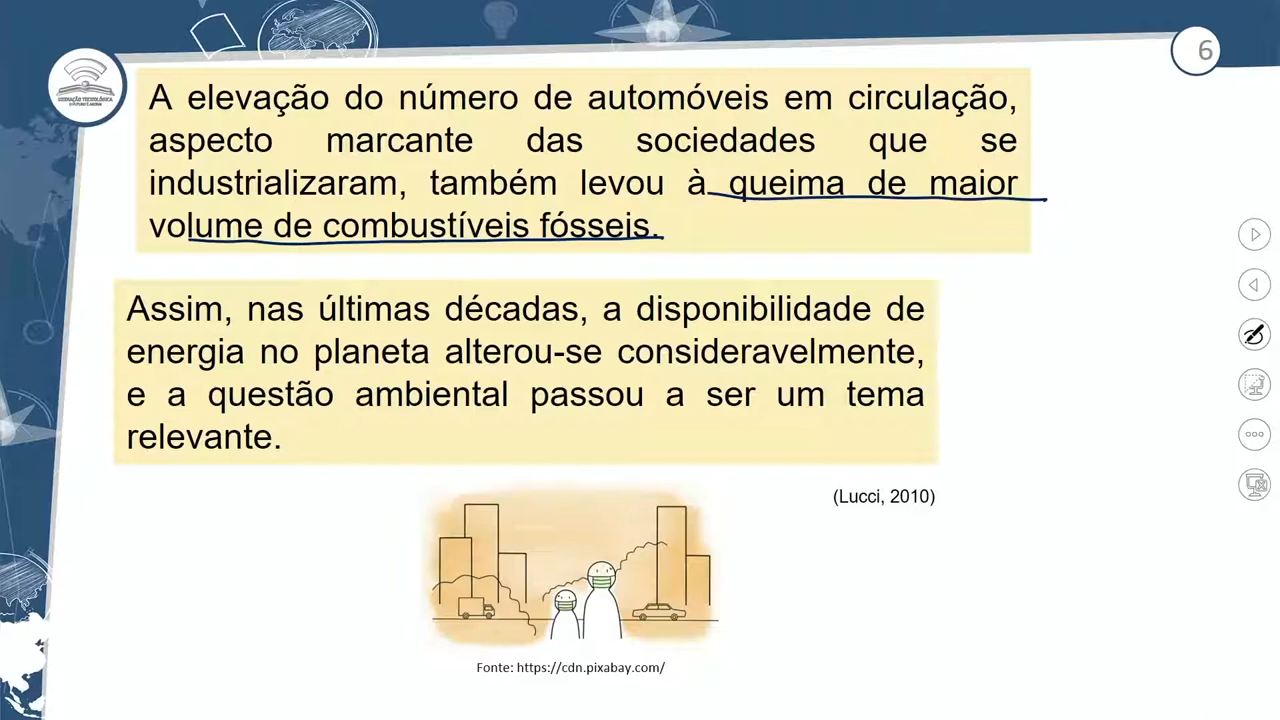 6
A elevação do número de automóveis em circulação,
aspecto marcante das sociedades que se
industrializaram, também levou à queima de maior
volume de combustíveis fósseis.
Assim, nas últimas décadas, a disponibilidade de
energia no planeta alterou-se consideravelmente,
e a questão ambiental passou a ser um tema
relevante.
(Lucci, 2010)
Fonte: https://cdn.pixabay.com/